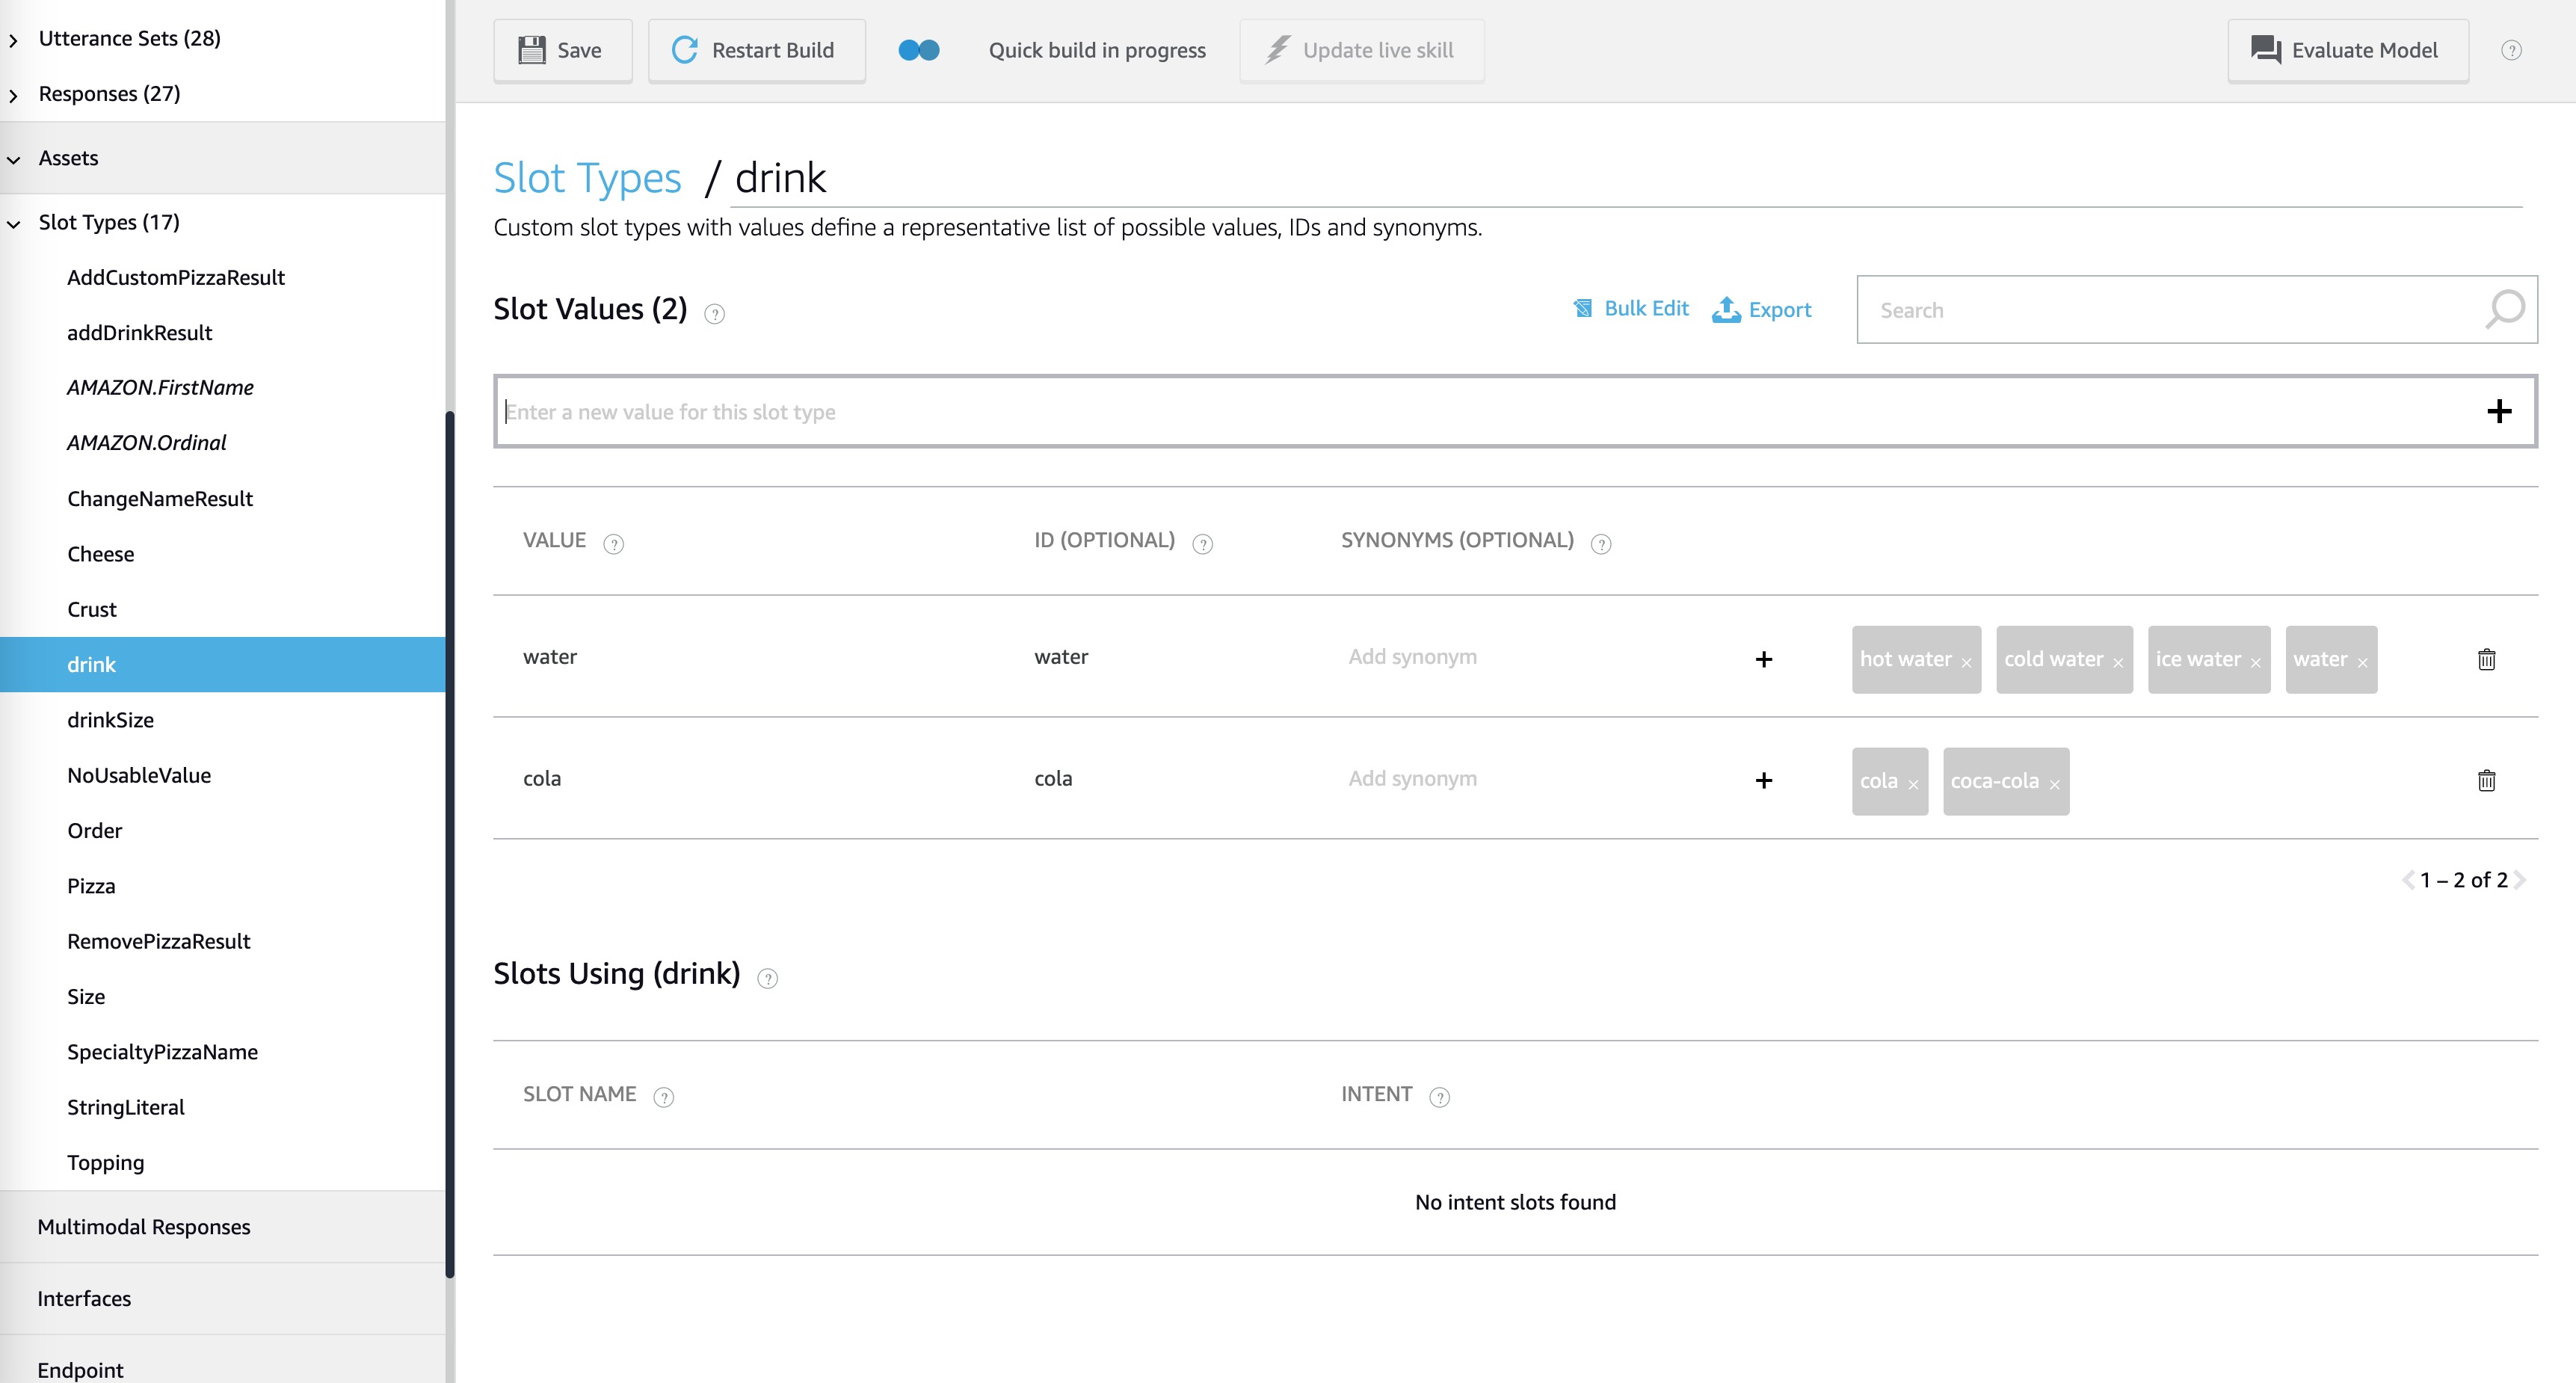 Utterance Sets (28)
Responses (27)
Assets
Slot Types (17)
AddCustomPizzaResult
addDrinkResult
AMAZON.FirstName
AMAZON.Ordinal
ChangeNameResult
Cheese
Crust
drink
drinkSize
NoUsableValue
Order
Pizza
RemovePizzaResult
Size
SpecialtyPizzaName
StringLiteral
Topping
Multimodal Responses
Interfaces
Endpoint
Save Restart Build Quick build in progress Update live skill Evaluate Model ?
Slot Types / drink
Custom slot types with values define a representative list of possible values, IDs and synonyms.
Slot Values (2) ? Bulk Edit Export Search
Enter a new value for this slot type +
VALUE ? ID (OPTIONAL) ? SYNONYMS (OPTIONAL) ?
water water Add synonym + hot water × cold water × ice water × water ×
cola cola Add synonym + cola × coca-cola ×
< 1 – 2 of 2 >
Slots Using (drink) ?
SLOT NAME ? INTENT ?
No intent slots found